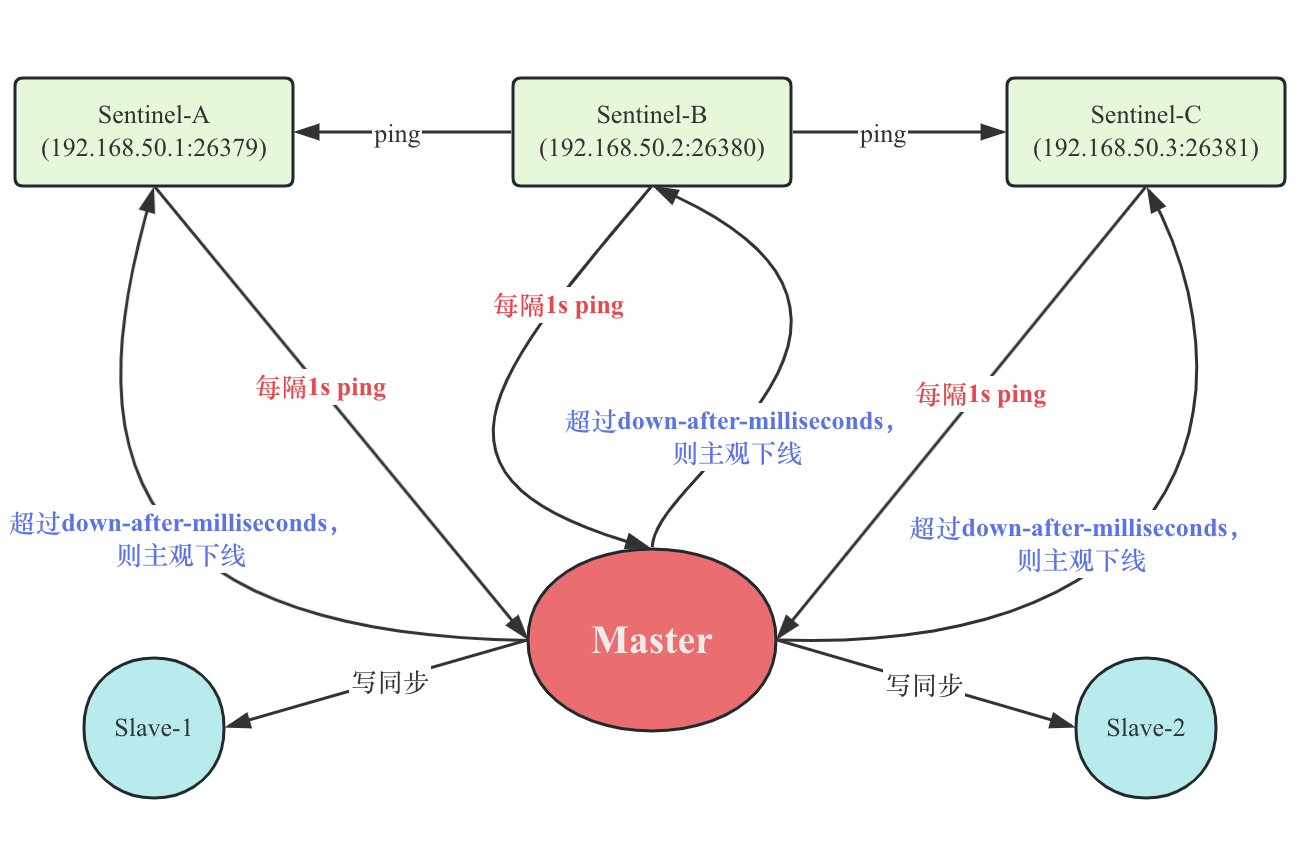 Sentinel-A
(192.168.50.1:26379)
ping
Sentinel-B
(192.168.50.2:26380)
ping
Sentinel-C
(192.168.50.3:26381)
每隔1s ping
每隔1s ping
每隔1s ping
超过down-after-milliseconds，
则主观下线
超过down-after-milliseconds，
则主观下线
超过down-after-milliseconds，
则主观下线
Master
写同步
写同步
Slave-1
Slave-2